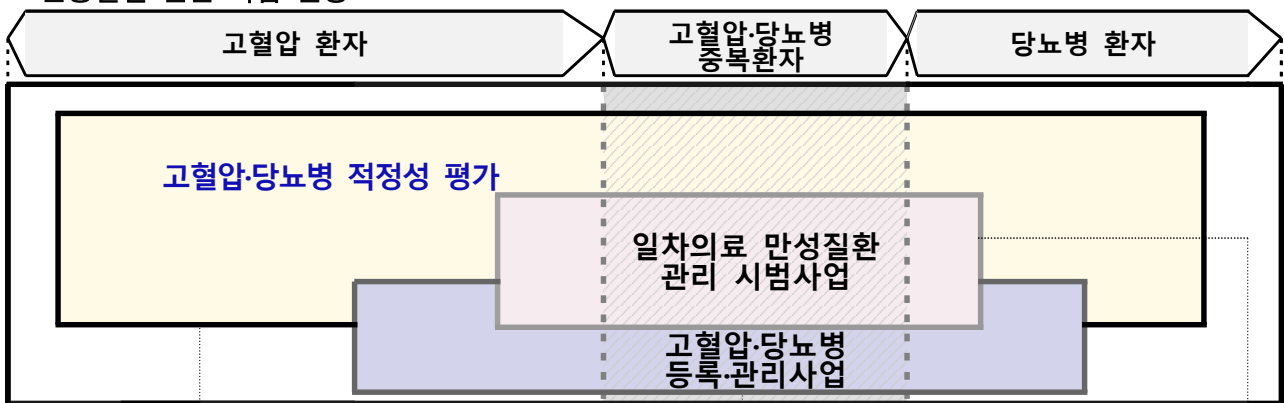 고혈압 환자
고혈압·당뇨병
중복환자
당뇨병 환자
고혈압·당뇨병 적정성 평가
일차의료 만성질환
관리 시범사업
고혈압·당뇨병
등록·관리사업